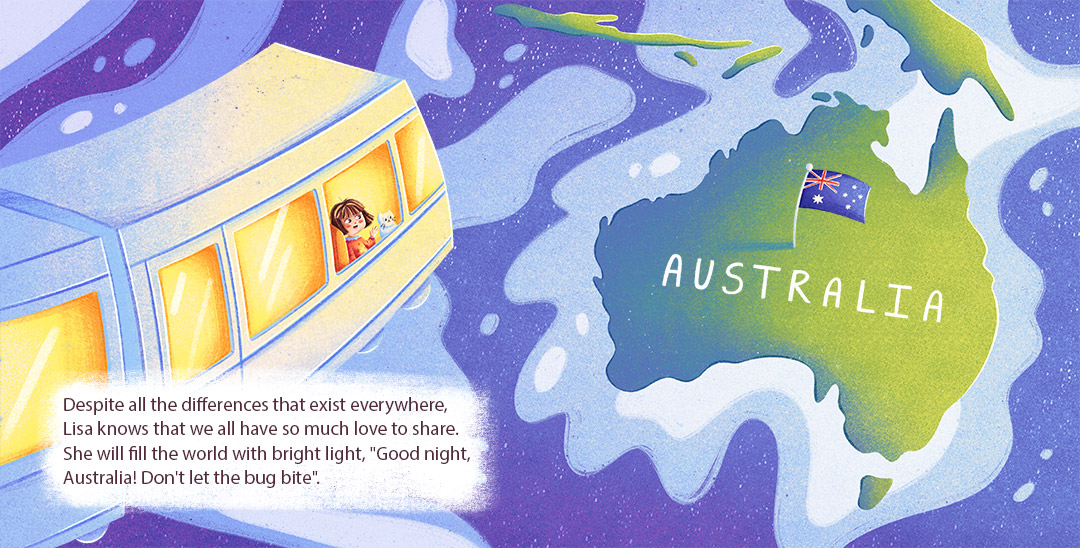 AUSTRALIA
Despite all the differences that exist everywhere,
Lisa knows that we all have so much love to share.
She will fill the world with bright light, "Good night,
Australia! Don't let the bug bite".